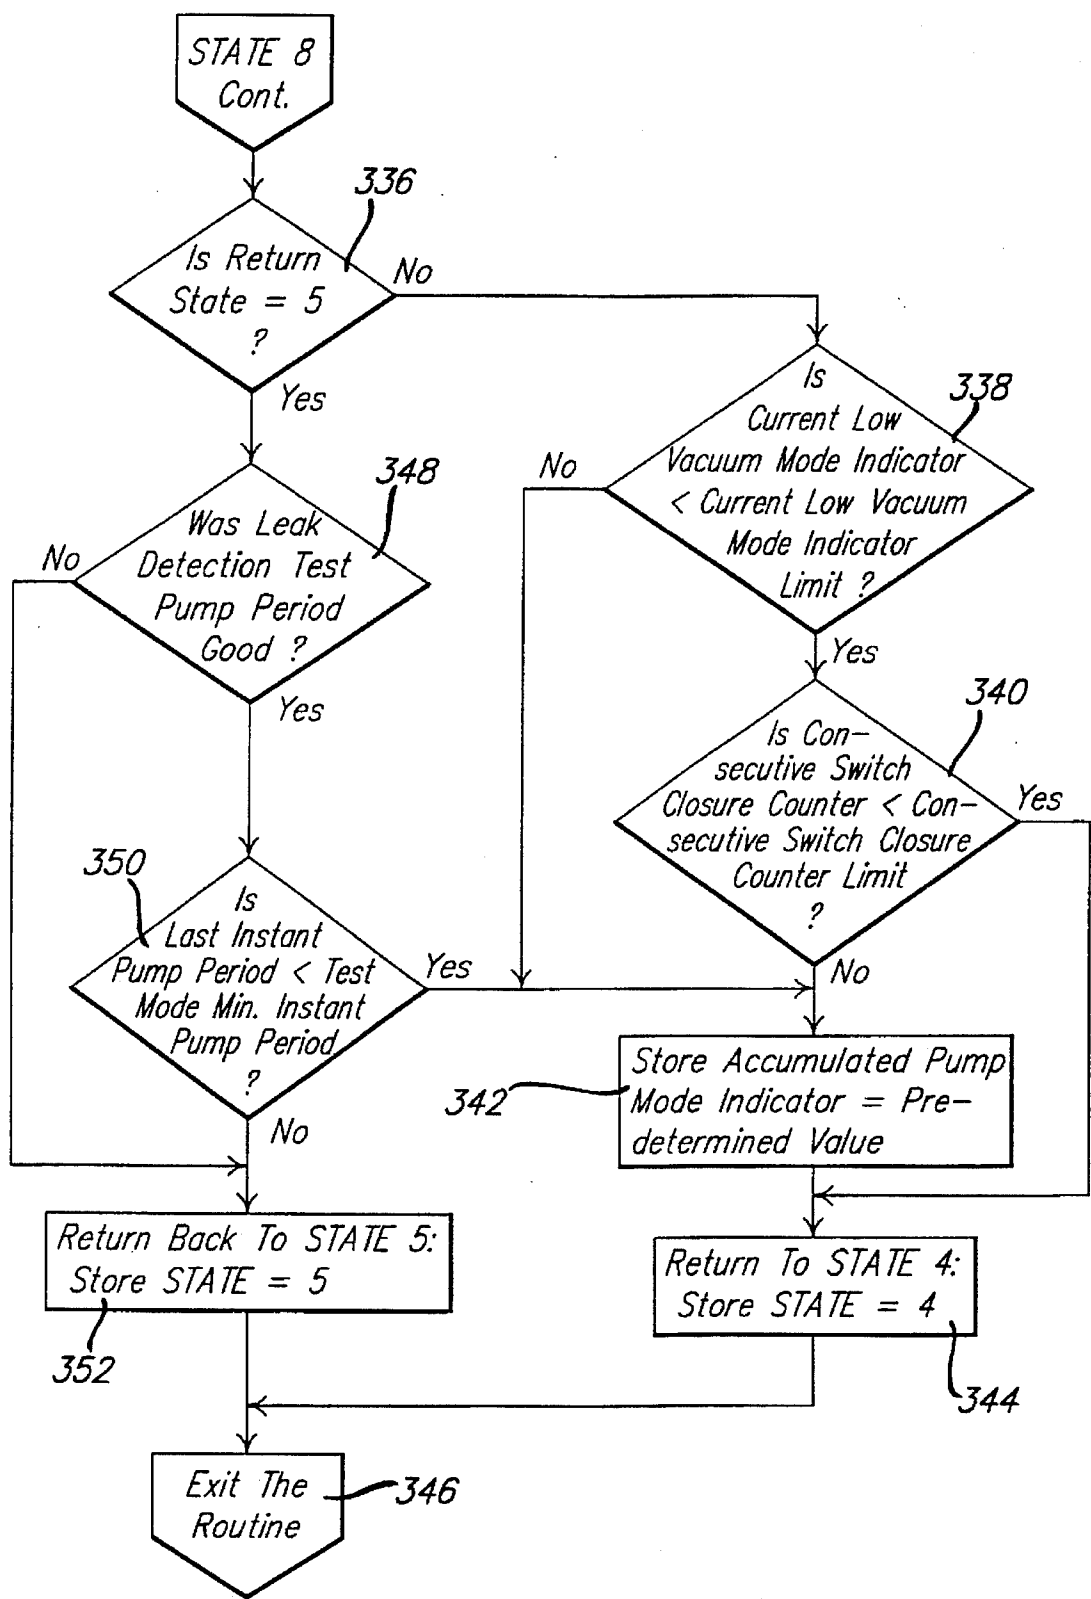 STATE 8
Cont.
336
Is Return
State = 5
?
No
Yes
338
Is
Current Low
Vacuum Mode Indicator
< Current Low Vacuum
Mode Indicator
Limit ?
No
Yes
348
Was Leak
Detection Test
Pump Period
Good ?
No
Yes
340
Is Con-
secutive Switch
Closure Counter < Con-
secutive Switch Closure
Counter Limit
?
Yes
No
350
Is
Last Instant
Pump Period < Test
Mode Min. Instant
Pump Period
?
Yes
No
342
Store Accumulated Pump
Mode Indicator = Pre-
determined Value
Return Back To STATE 5:
Store STATE = 5
352
Return To STATE 4:
Store STATE = 4
344
Exit The
Routine
346